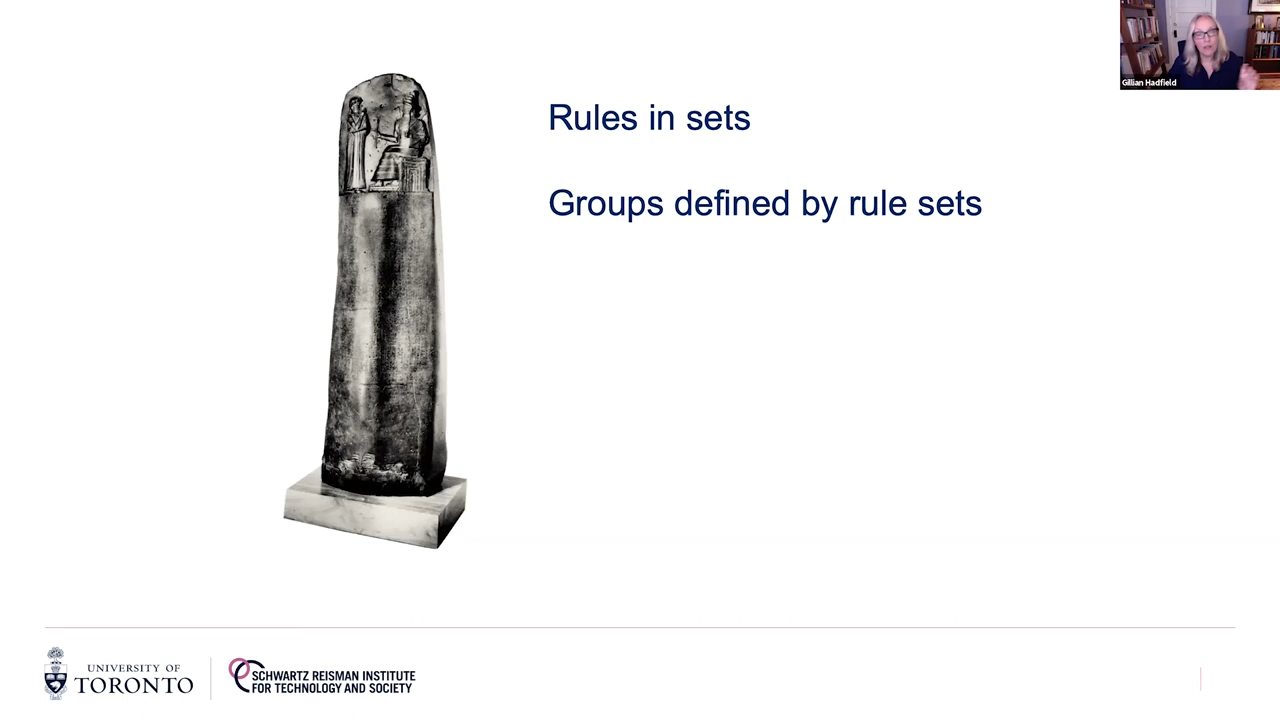 Gillian Hadfield
Rules in sets
Groups defined by rule sets
UNIVERSITY OF
TORONTO
SCHWARTZ REISMAN INSTITUTE
FOR TECHNOLOGY AND SOCIETY